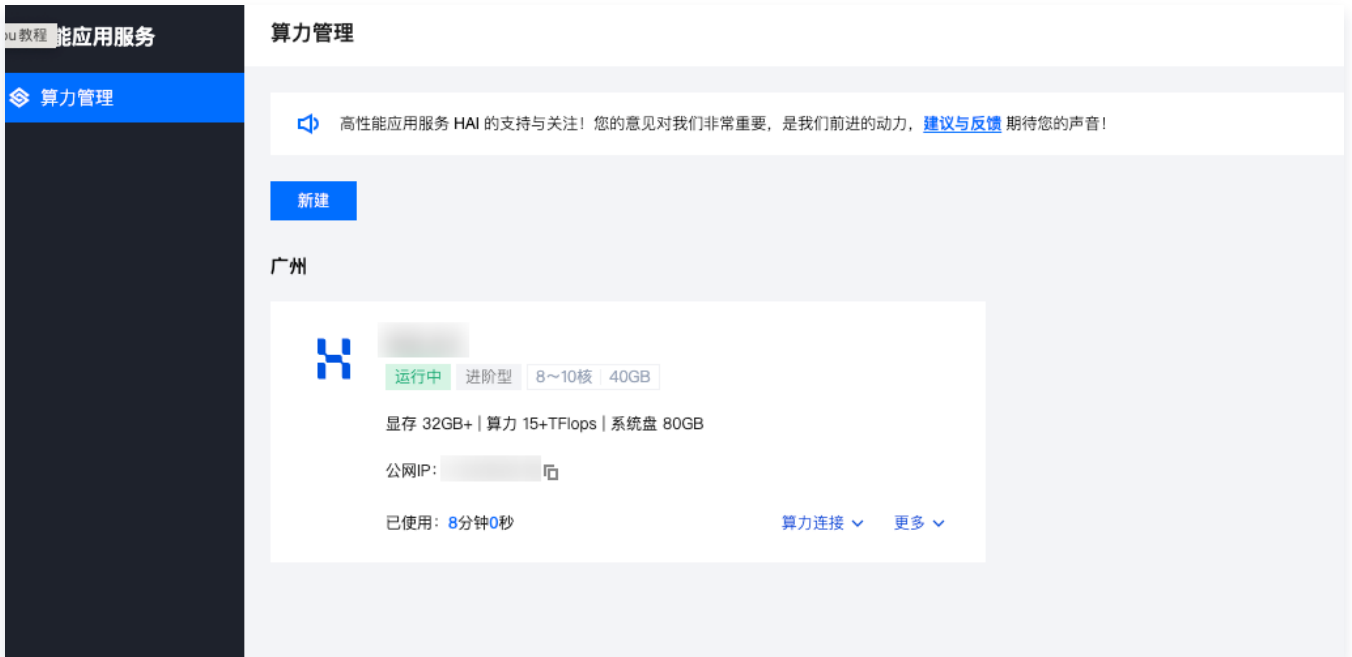 ou教程
能应用服务
算力管理
算力管理
高性能应用服务 HAI 的支持与关注！您的意见对我们非常重要，是我们前进的动力，建议与反馈 期待您的声音！
新建
广州
运行中 进阶型 8～10核 40GB
显存 32GB+ | 算力 15+TFlops | 系统盘 80GB
公网IP：
已使用：8分钟0秒 算力连接 更多